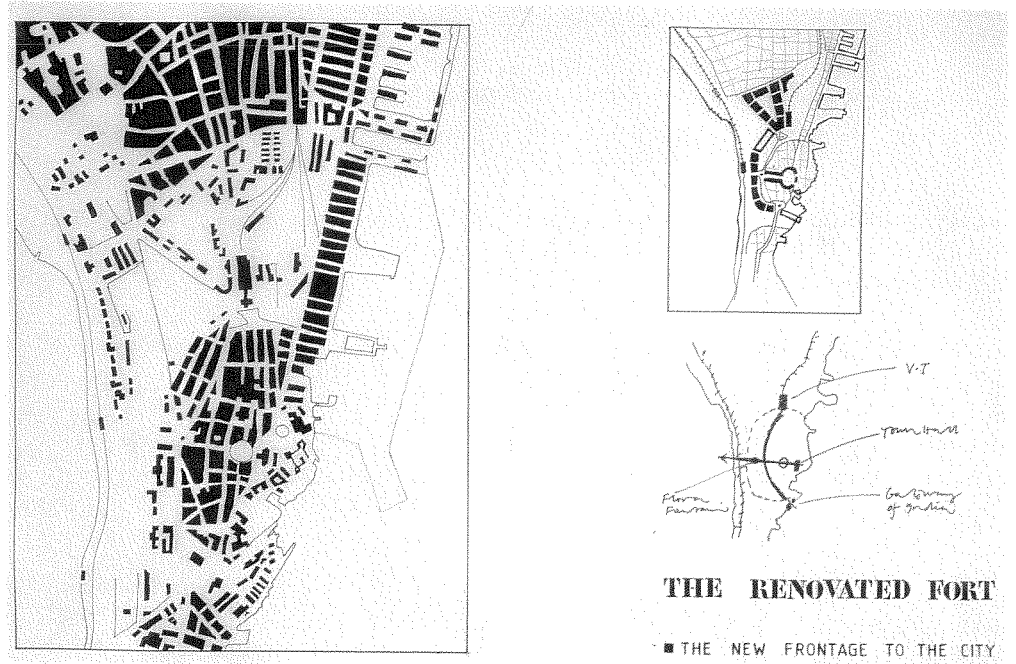 V.T
Town Hall
Flora
Fountain
Gateway
of India
THE RENOVATED FORT
■ THE NEW FRONTAGE TO THE CITY